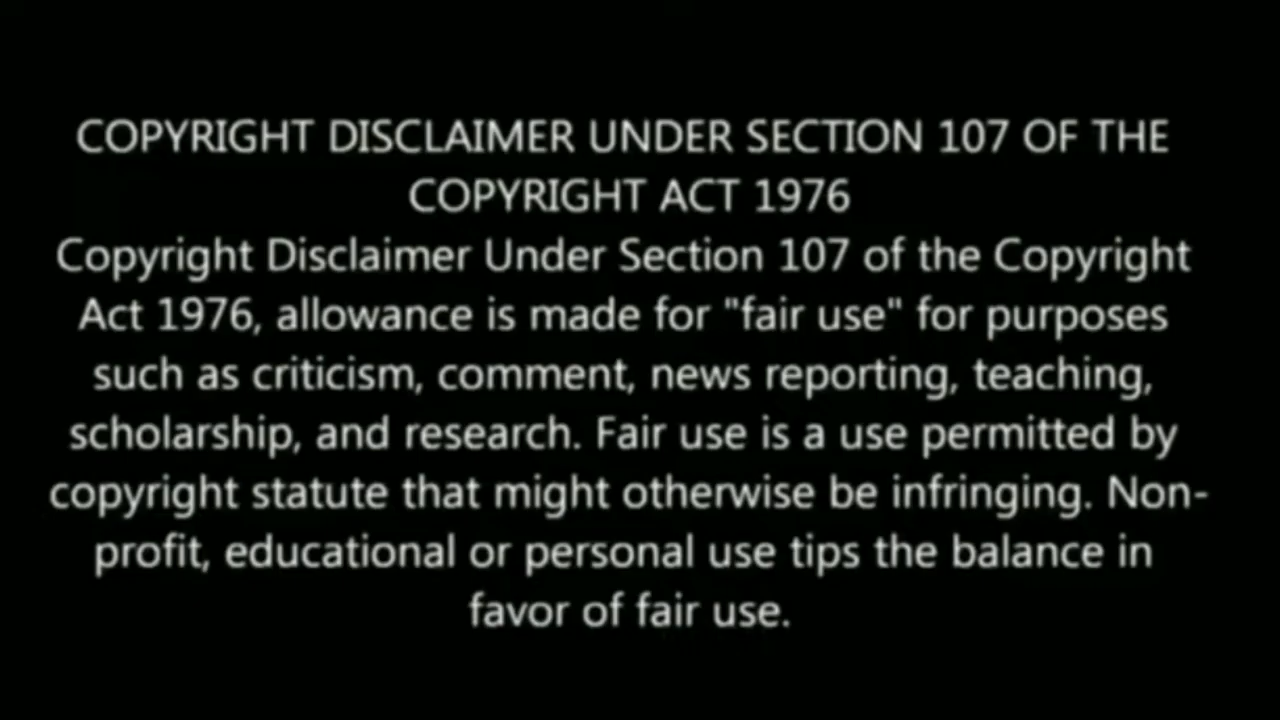 COPYRIGHT DISCLAIMER UNDER SECTION 107 OF THE
COPYRIGHT ACT 1976
Copyright Disclaimer Under Section 107 of the Copyright
Act 1976, allowance is made for "fair use" for purposes
such as criticism, comment, news reporting, teaching,
scholarship, and research. Fair use is a use permitted by
copyright statute that might otherwise be infringing. Non-
profit, educational or personal use tips the balance in
favor of fair use.